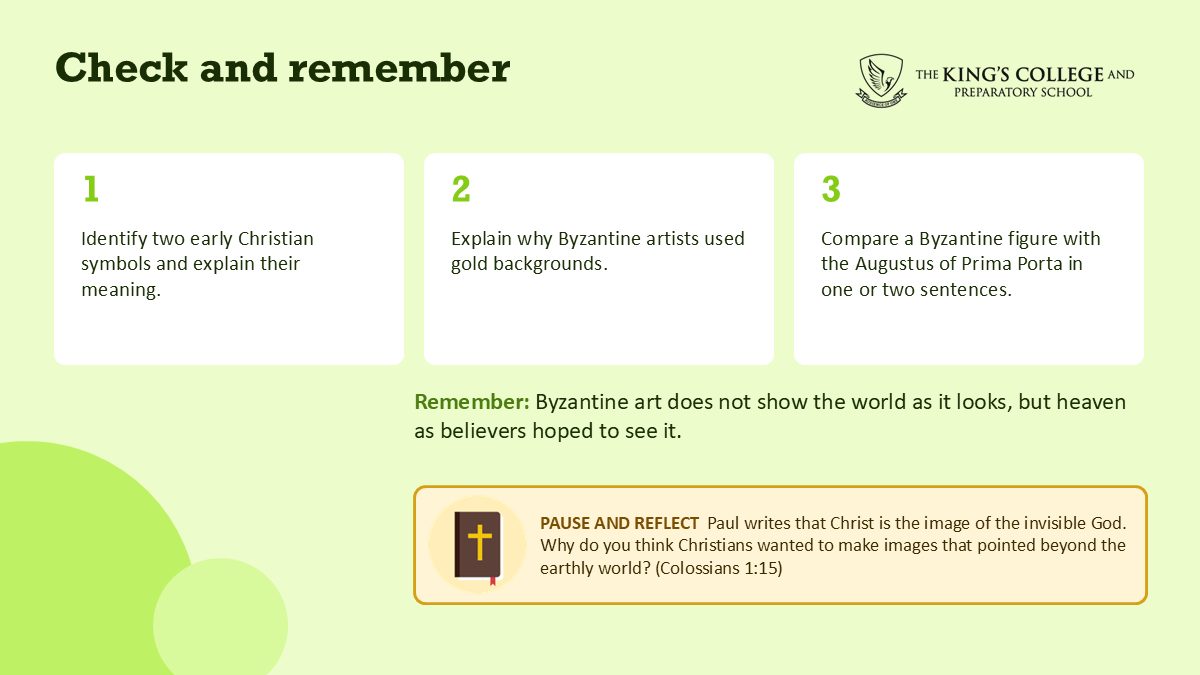 Check and remember
THE KING'S COLLEGE AND
PREPARATORY SCHOOL
1
Identify two early Christian
symbols and explain their
meaning.
2
Explain why Byzantine artists used
gold backgrounds.
3
Compare a Byzantine figure with
the Augustus of Prima Porta in
one or two sentences.
Remember: Byzantine art does not show the world as it looks, but heaven
as believers hoped to see it.
PAUSE AND REFLECT Paul writes that Christ is the image of the invisible God.
Why do you think Christians wanted to make images that pointed beyond the
earthly world? (Colossians 1:15)